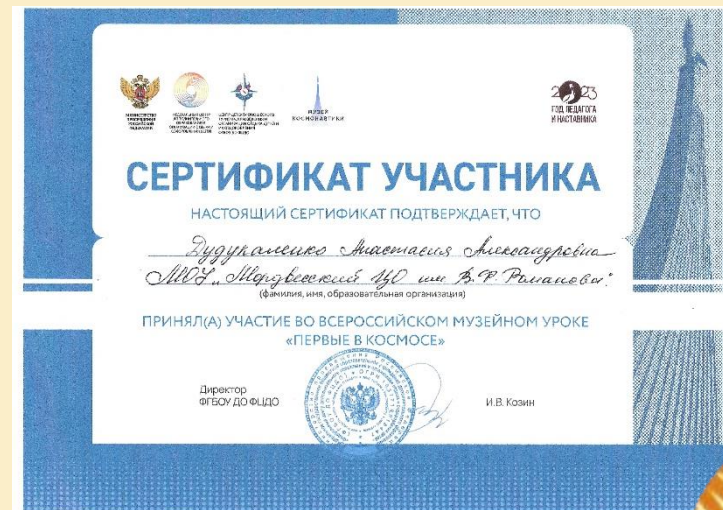 МУЗЕЙ
КОСМОНАВТИКИ
2023
ГОД ПЕДАГОГА
И НАСТАВНИКА
СЕРТИФИКАТ УЧАСТНИКА
НАСТОЯЩИЙ СЕРТИФИКАТ ПОДТВЕРЖДАЕТ, ЧТО
Дудукаленко Анастасия Александровна
МОУ „Мордвесский ЦО им В.Ф. Романова“
(фамилия, имя, образовательная организация)
ПРИНЯЛ(А) УЧАСТИЕ ВО ВСЕРОССИЙСКОМ МУЗЕЙНОМ УРОКЕ
«ПЕРВЫЕ В КОСМОСЕ»
Директор
ФГБОУ ДО ФЦДО
И.В. Козин